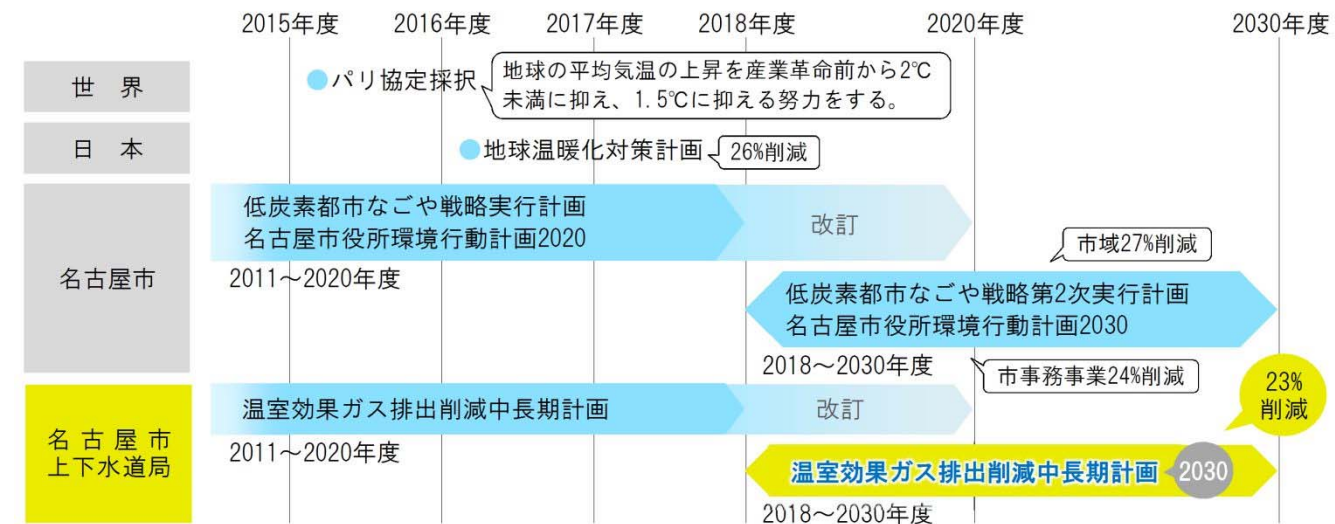 2015年度 2016年度 2017年度 2018年度 2020年度 2030年度
世界
パリ協定採択
地球の平均気温の上昇を産業革命前から2℃
未満に抑え、1.5℃に抑える努力をする。
日本
地球温暖化対策計画
26%削減
名古屋市
低炭素都市なごや戦略実行計画
名古屋市役所環境行動計画2020
改訂
2011～2020年度
市域27%削減
低炭素都市なごや戦略第2次実行計画
名古屋市役所環境行動計画2030
2018～2030年度
市事務事業24%削減
名古屋市
上下水道局
温室効果ガス排出削減中長期計画
改訂
2011～2020年度
23%
削減
温室効果ガス排出削減中長期計画 2030
2018～2030年度